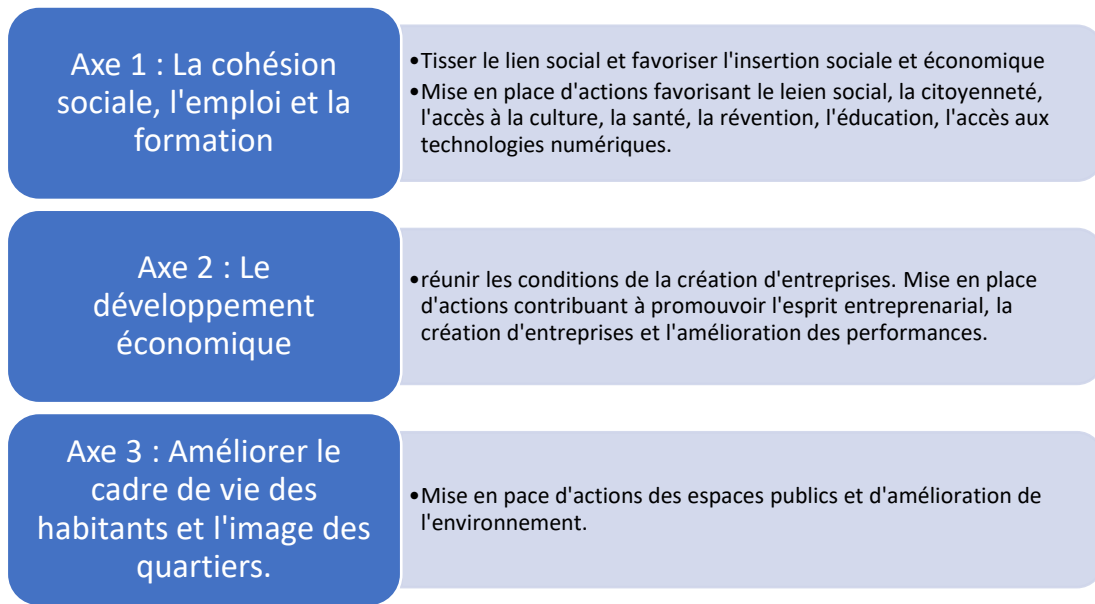 Axe 1 : La cohésion
sociale, l'emploi et la
formation
•Tisser le lien social et favoriser l'insertion sociale et économique
•Mise en place d'actions favorisant le leien social, la citoyenneté,
l'accès à la culture, la santé, la révention, l'éducation, l'accès aux
technologies numériques.
Axe 2 : Le
développement
économique
•réunir les conditions de la création d'entreprises. Mise en place
d'actions contribuant à promouvoir l'esprit entreprenarial, la
création d'entreprises et l'amélioration des performances.
Axe 3 : Améliorer le
cadre de vie des
habitants et l'image des
quartiers.
•Mise en pace d'actions des espaces publics et d'amélioration de
l'environnement.